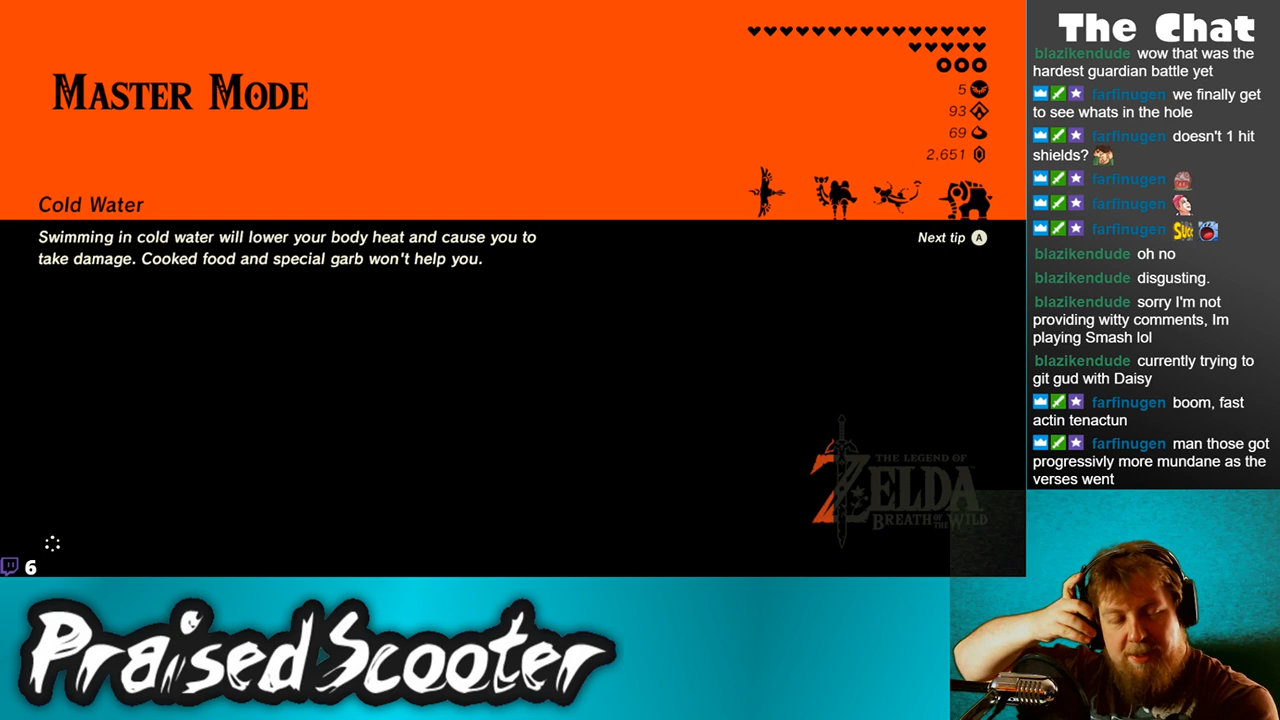 Master Mode
5
93
69
2,651
Cold Water
Swimming in cold water will lower your body heat and cause you to
take damage. Cooked food and special garb won't help you.
Next tip A
THE LEGEND OF
ZELDA
BREATH OF THE WILD
6
PraisedScooter
The Chat
blazikendude wow that was the
hardest guardian battle yet
farfinugen we finally get
to see whats in the hole
farfinugen doesn't 1 hit
shields?
farfinugen
farfinugen
farfinugen Succ
blazikendude oh no
blazikendude disgusting.
blazikendude sorry I'm not
providing witty comments, Im
playing Smash lol
blazikendude currently trying to
git gud with Daisy
farfinugen boom, fast
actin tenactun
farfinugen man those got
progressivly more mundane as the
verses went